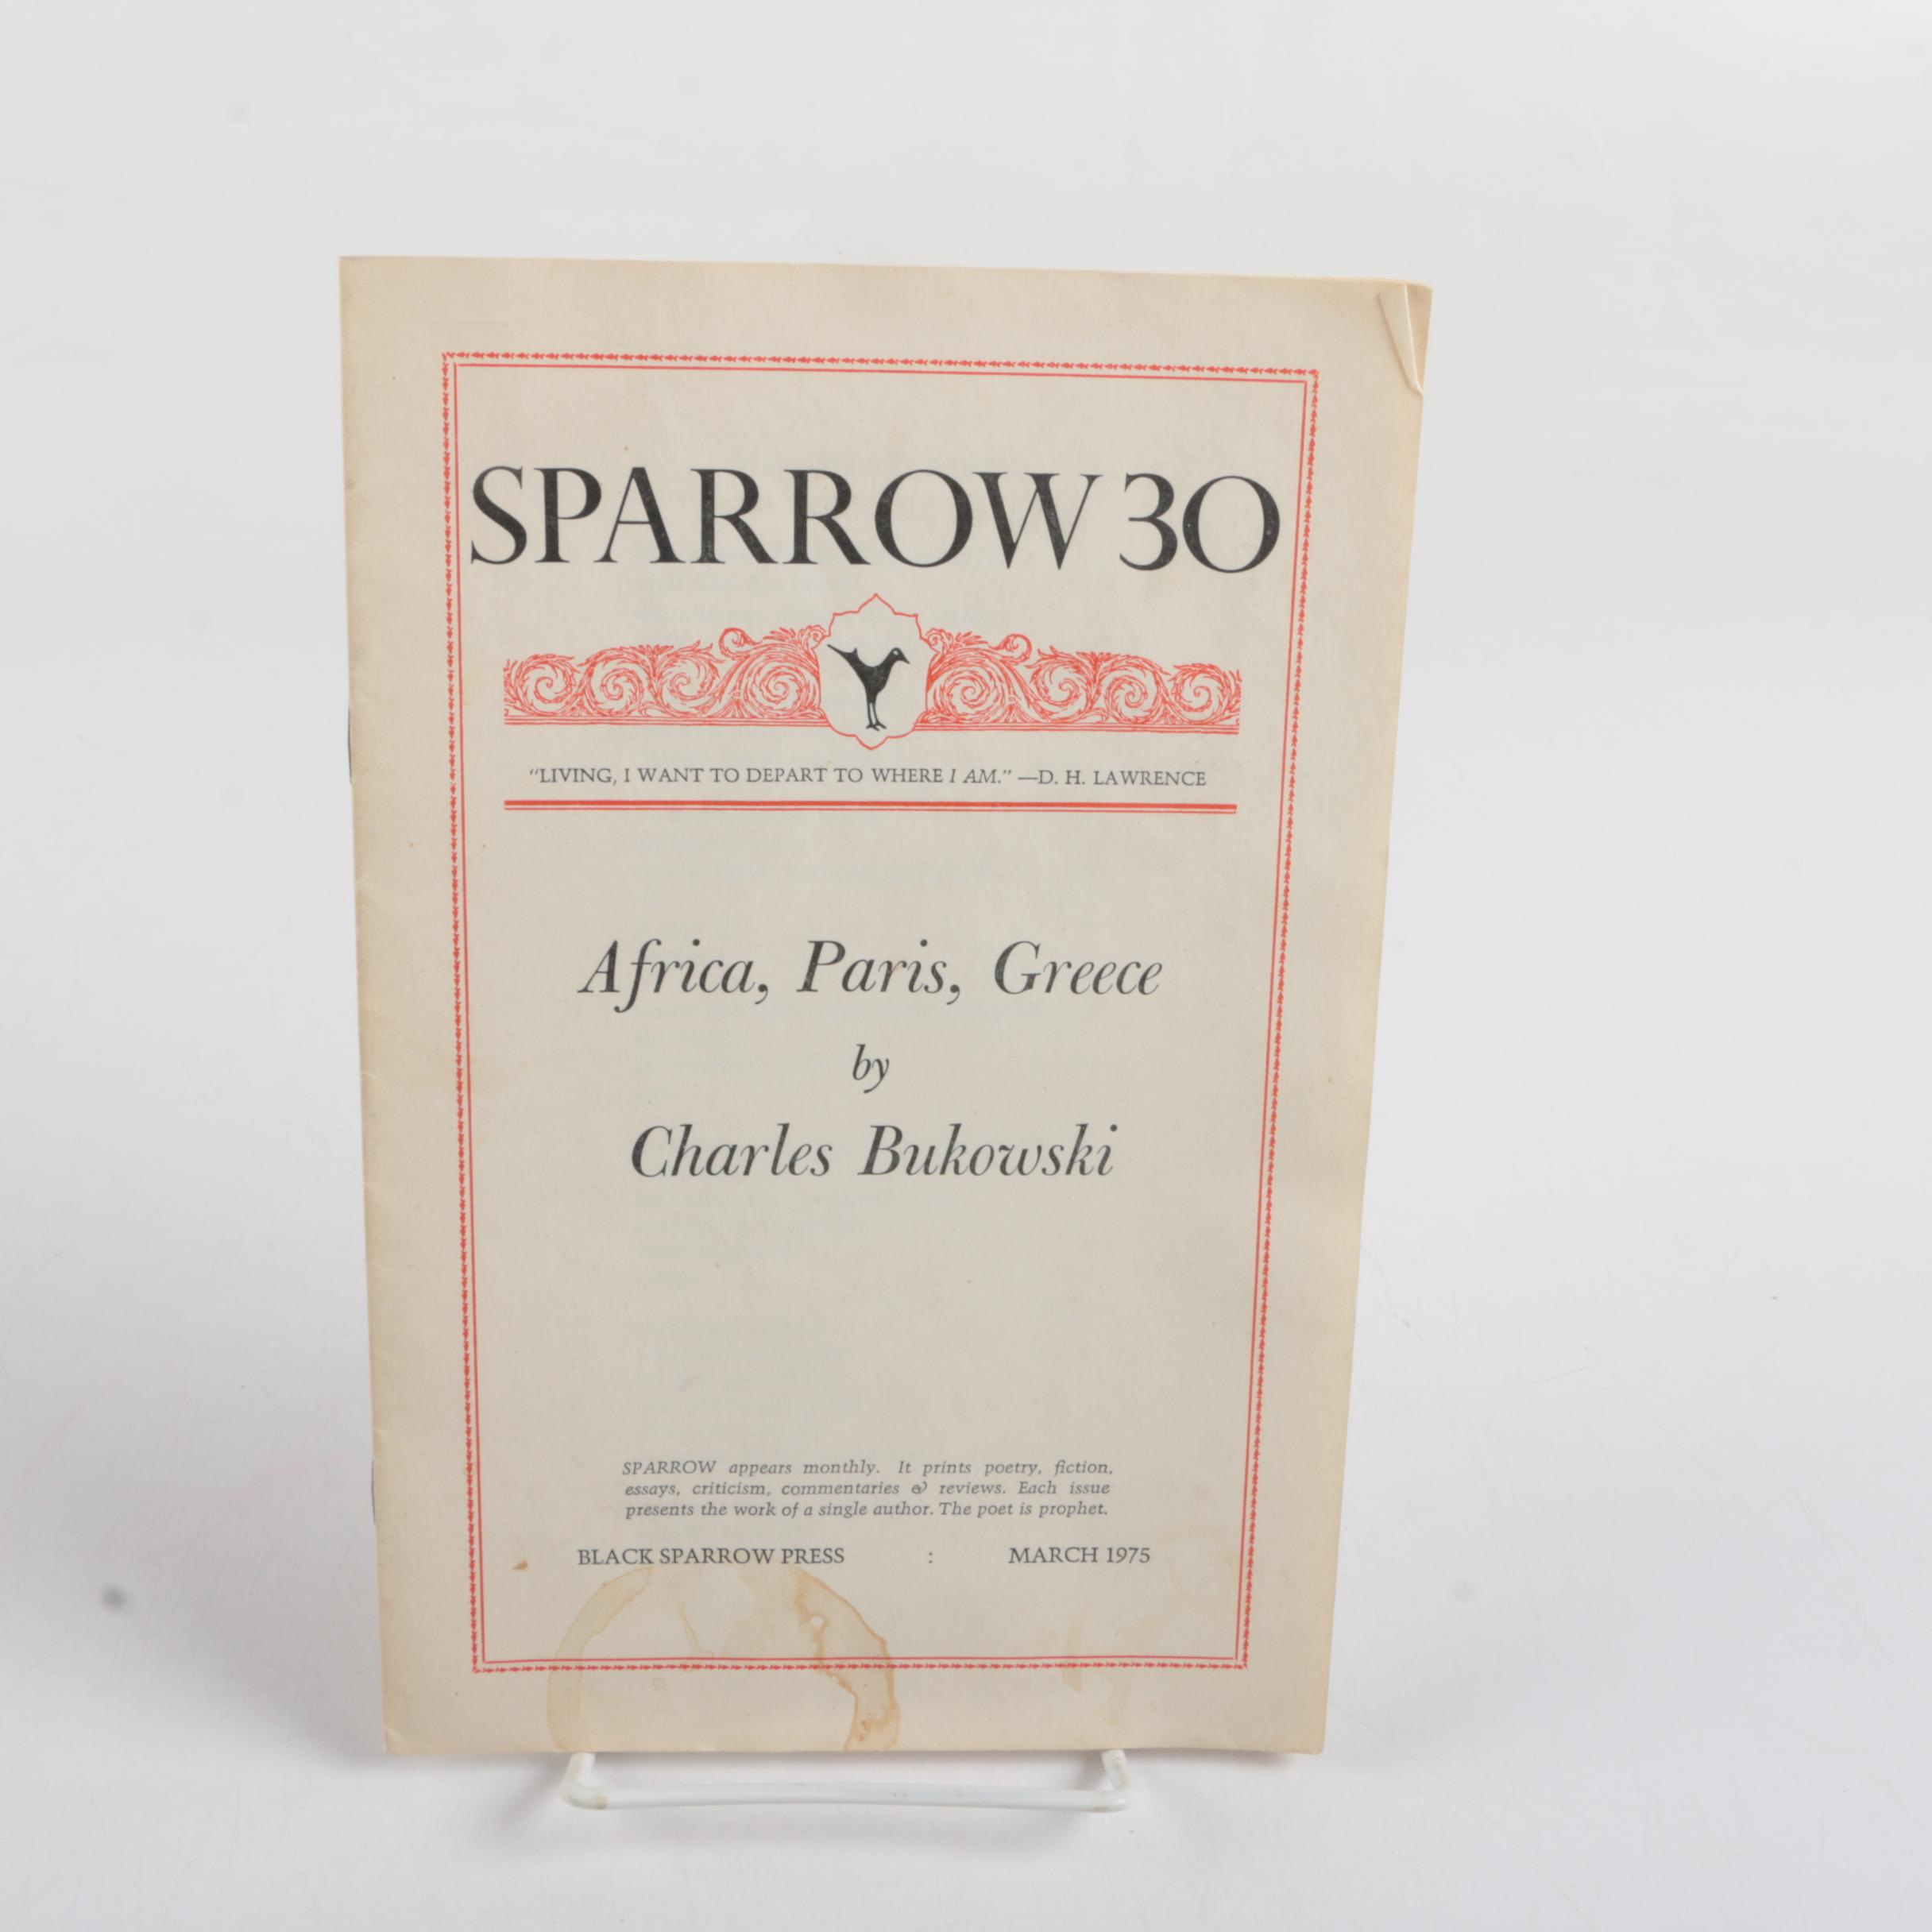 SPARROW 30
"LIVING, I WANT TO DEPART TO WHERE I AM." —D. H. LAWRENCE
Africa, Paris, Greece
by
Charles Bukowski
SPARROW appears monthly. It prints poetry, fiction,
essays, criticism, commentaries & reviews. Each issue
presents the work of a single author. The poet is prophet.
BLACK SPARROW PRESS : MARCH 1975